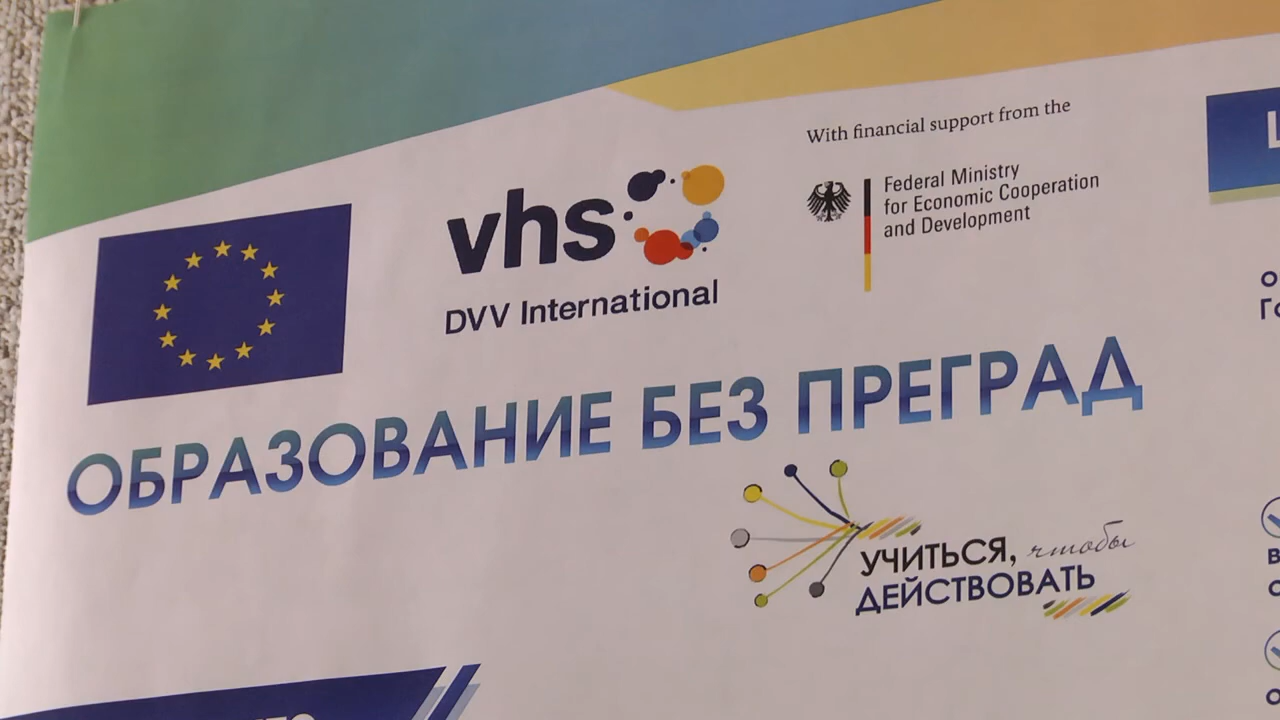 With financial support from the
vhs
DVV International
Federal Ministry
for Economic Cooperation
and Development
ОБРАЗОВАНИЕ БЕЗ ПРЕГРАД
УЧИТЬСЯ, чтобы
ДЕЙСТВОВАТЬ